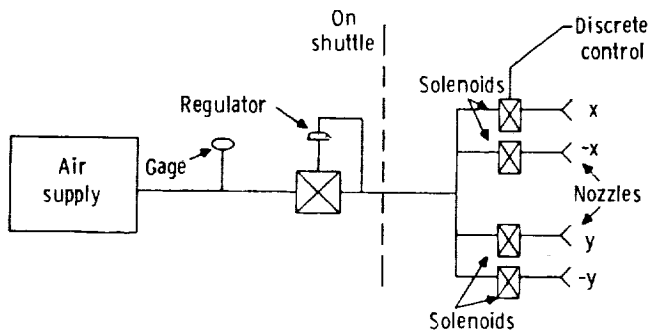 On
shuttle
Discrete
control
Solenoids
Regulator
Gage
Air
supply
x
-x
Nozzles
y
-y
Solenoids